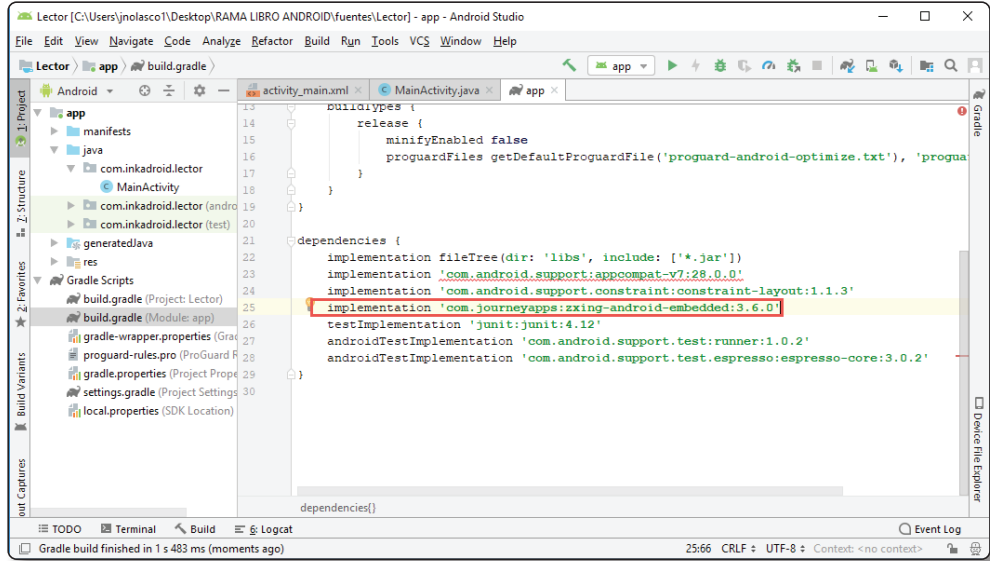 Lector [C:\Users\jnolasco1\Desktop\RAMA LIBRO ANDROID\fuentes\Lector] - app - Android Studio
File Edit View Navigate Code Analyze Refactor Build Run Tools VCS Window Help
Lector app build.gradle
app
1: Project
Android
activity_main.xml
MainActivity.java
app
app
manifests
java
com.inkadroid.lector
MainActivity
com.inkadroid.lector (andro
com.inkadroid.lector (test)
generatedJava
res
Gradle Scripts
build.gradle (Project: Lector)
build.gradle (Module: app)
gradle-wrapper.properties (Grad
proguard-rules.pro (ProGuard R
gradle.properties (Project Prope
settings.gradle (Project Settings
local.properties (SDK Location)
7: Structure
2: Favorites
Build Variants
out Captures
13 buildTypes {
14 release {
15 minifyEnabled false
16 proguardFiles getDefaultProguardFile('proguard-android-optimize.txt'), 'progua
17 }
18 }
19 }
20
21 dependencies {
22 implementation fileTree(dir: 'libs', include: ['*.jar'])
23 implementation 'com.android.support:appcompat-v7:28.0.0'
24 implementation 'com.android.support.constraint:constraint-layout:1.1.3'
25 implementation 'com.journeyapps:zxing-android-embedded:3.6.0'
26 testImplementation 'junit:junit:4.12'
27 androidTestImplementation 'com.android.support.test:runner:1.0.2'
28 androidTestImplementation 'com.android.support.test.espresso:espresso-core:3.0.2'
29 }
30
dependencies{}
Gradle
Device File Explorer
TODO Terminal Build 6: Logcat Event Log
Gradle build finished in 1 s 483 ms (moments ago) 25:66 CRLF UTF-8 Context: <no context>